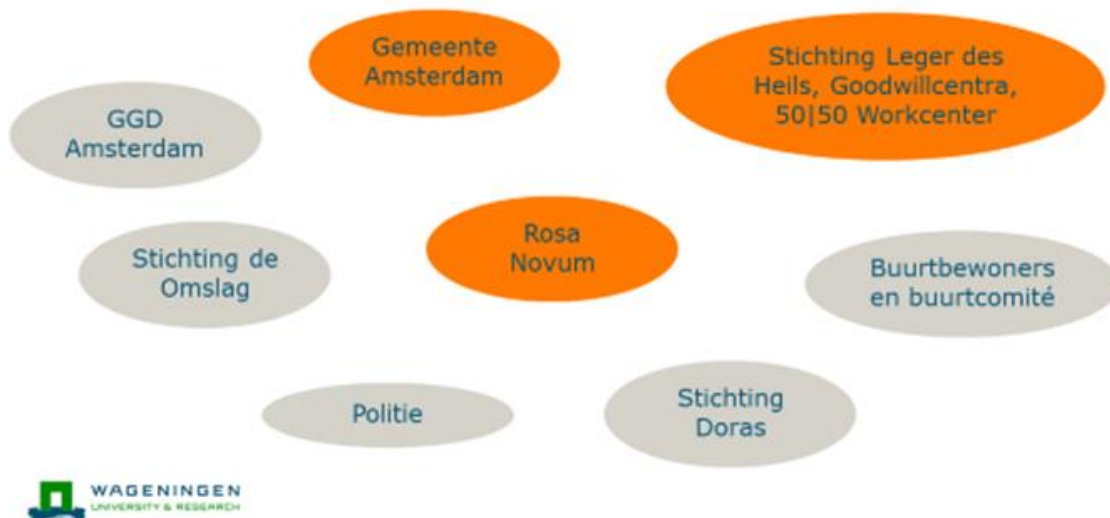 Gemeente
Amsterdam
Stichting Leger des
Heils, Goodwillcentra,
50|50 Workcenter
GGD
Amsterdam
Rosa
Novum
Stichting de
Omslag
Buurtbewoners
en buurtcomité
Politie
Stichting
Doras
WAGENINGEN
UNIVERSITY & RESEARCH